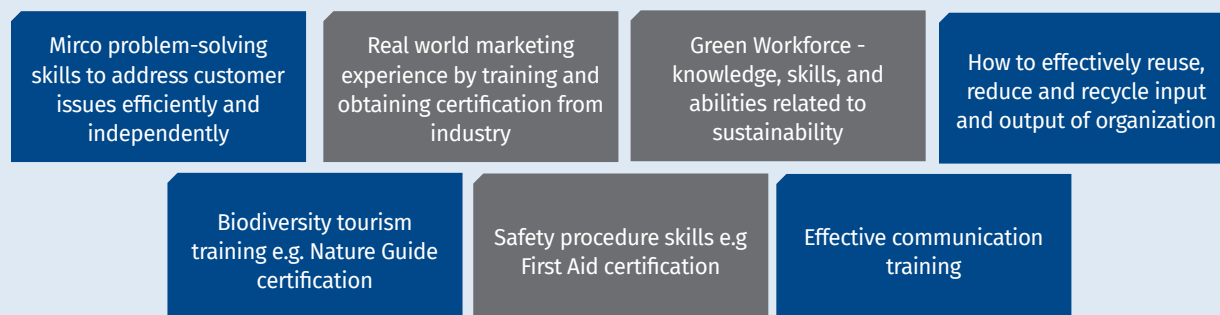 Mirco problem-solving
skills to address customer
issues efficiently and
independently
Real world marketing
experience by training and
obtaining certification from
industry
Green Workforce -
knowledge, skills, and
abilities related to
sustainability
How to effectively reuse,
reduce and recycle input
and output of organization
Biodiversity tourism
training e.g. Nature Guide
certification
Safety procedure skills e.g
First Aid certification
Effective communication
training